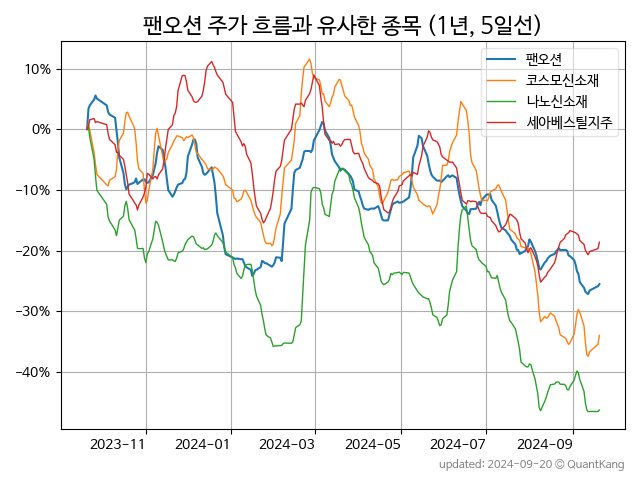 팬오션 주가 흐름과 유사한 종목 (1년, 5일선)
팬오션
코스모신소재
나노신소재
세아베스틸지주
10%
0%
−10%
−20%
−30%
−40%
2023-11 2024-01 2024-03 2024-05 2024-07 2024-09
updated: 2024-09-20 © QuantKang